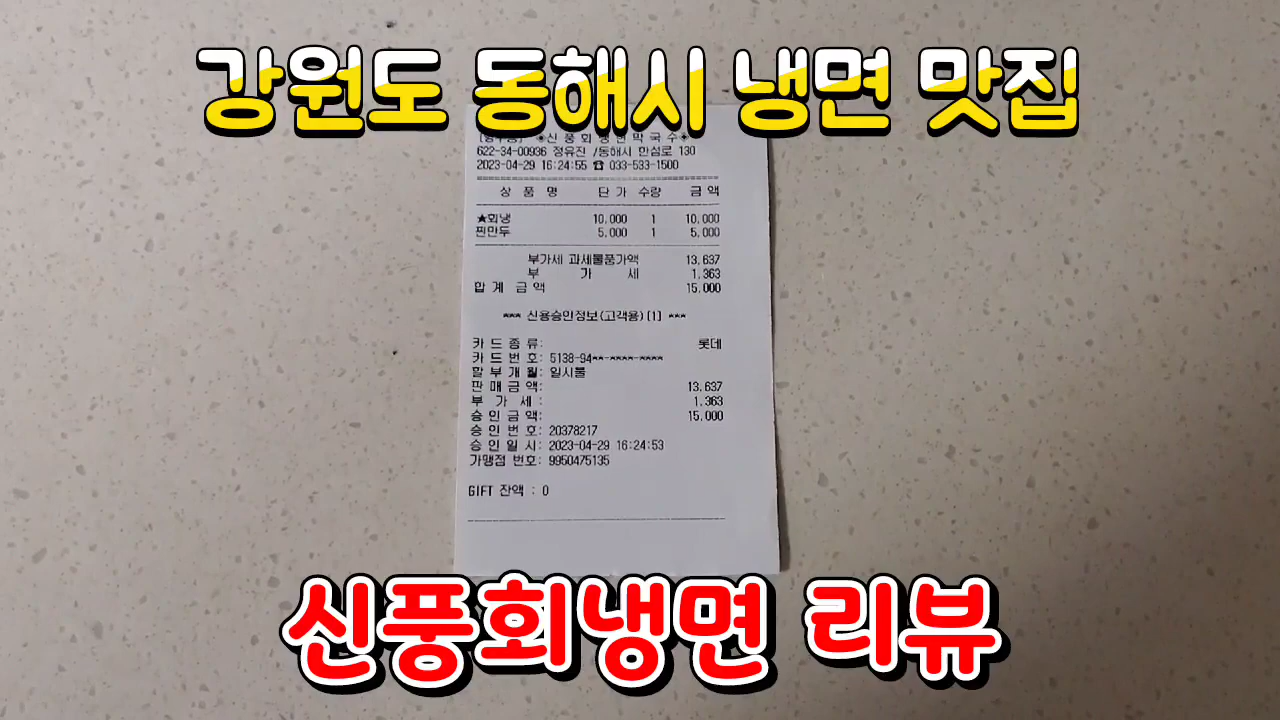 강원도 동해시 냉면 맛집
◈신 풍 회 냉 면 막 국 수◈
622-34-00936 정유진 /동해시 한섬로 130
2023-04-29 16:24:55 ☎ 033-533-1500
상 품 명 단 가 수량 금 액
★회냉 10,000 1 10,000
찐만두 5,000 1 5,000
부가세 과세물품가액 13,637
부 가 세 1,363
합 계 금 액 15,000
*** 신용승인정보(고객용)[1] ***
카 드 종 류: 롯데
카 드 번 호: 5138-94**-****-****
할 부 개 월: 일시불
판 매 금 액: 13,637
부 가 세 : 1,363
승 인 금 액: 15,000
승 인 번 호: 20378217
승 인 일 시: 2023-04-29 16:24:53
가맹점 번호: 9950475135
GIFT 잔액 : 0
신풍회냉면 리뷰